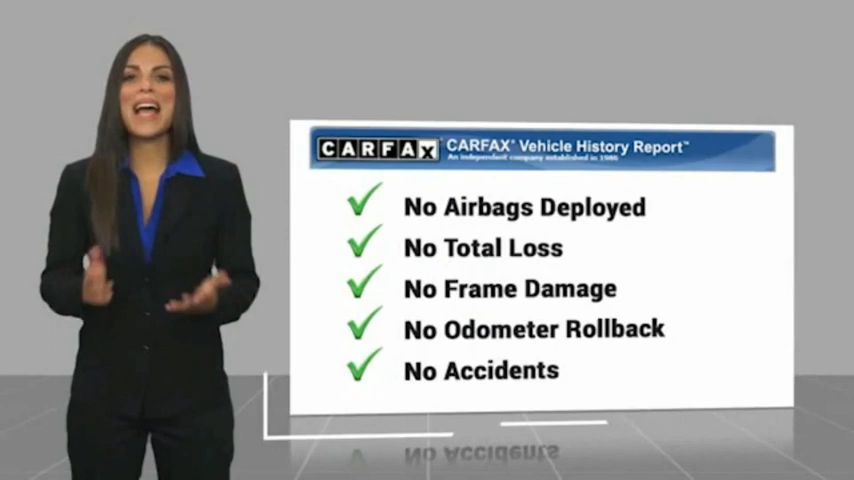 CARFAX CARFAX® Vehicle History Report™
An independent company established in 1986
No Airbags Deployed
No Total Loss
No Frame Damage
No Odometer Rollback
No Accidents
No Accidents